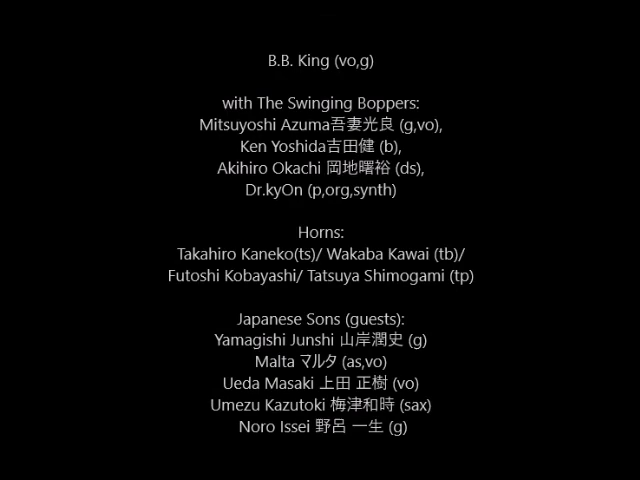 B.B. King (vo,g)
with The Swinging Boppers:
Mitsuyoshi Azuma吾妻光良 (g,vo),
Ken Yoshida吉田健 (b),
Akihiro Okachi 岡地曙裕 (ds),
Dr.kyOn (p,org,synth)
Horns:
Takahiro Kaneko(ts)/ Wakaba Kawai (tb)/
Futoshi Kobayashi/ Tatsuya Shimogami (tp)
Japanese Sons (guests):
Yamagishi Junshi 山岸潤史 (g)
Malta マルタ (as,vo)
Ueda Masaki 上田 正樹 (vo)
Umezu Kazutoki 梅津和時 (sax)
Noro Issei 野呂 一生 (g)